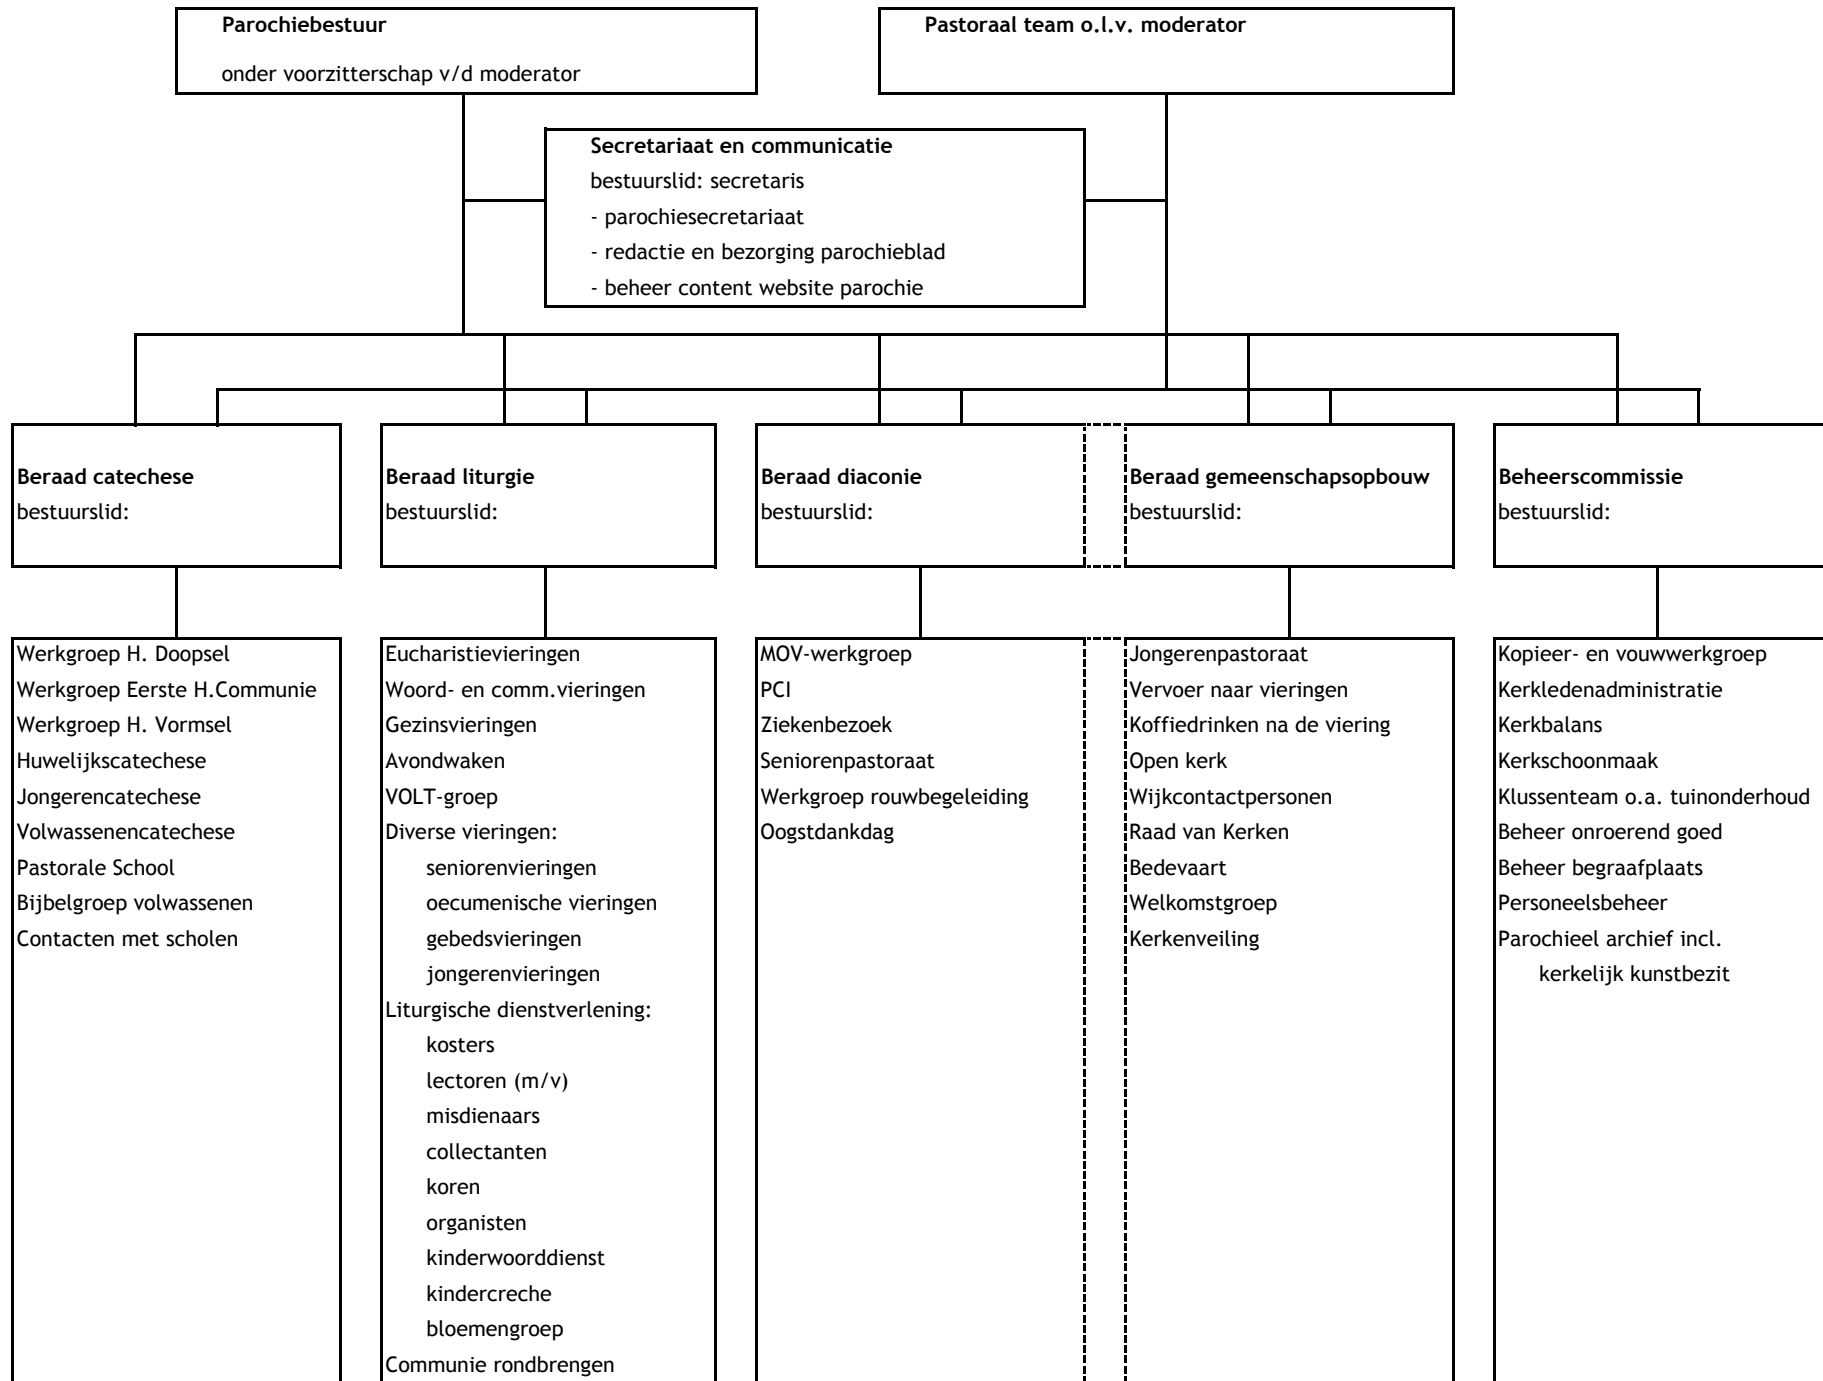 Parochiebestuur
onder voorzitterschap v/d moderator
Pastoraal team o.l.v. moderator
Secretariaat en communicatie
bestuurslid: secretaris
- parochiesecretariaat
- redactie en bezorging parochieblad
- beheer content website parochie
Beraad catechese
bestuurslid:
Beraad liturgie
bestuurslid:
Beraad diaconie
bestuurslid:
Beraad gemeenschapsopbouw
bestuurslid:
Beheerscommissie
bestuurslid:
Werkgroep H. Doopsel
Werkgroep Eerste H.Communie
Werkgroep H. Vormsel
Huwelijkscatechese
Jongerencatechese
Volwassenencatechese
Pastorale School
Bijbelgroep volwassenen
Contacten met scholen
Eucharistievieringen
Woord- en comm.vieringen
Gezinsvieringen
Avondwaken
VOLT-groep
Diverse vieringen:
seniorenvieringen
oecumenische vieringen
gebedsvieringen
jongerenvieringen
Liturgische dienstverlening:
kosters
lectoren (m/v)
misdienaars
collectanten
koren
organisten
kinderwoorddienst
kindercreche
bloemengroep
Communie rondbrengen
MOV-werkgroep
PCI
Ziekenbezoek
Seniorenpastoraat
Werkgroep rouwbegeleiding
Oogstdankdag
Jongerenpastoraat
Vervoer naar vieringen
Koffiedrinken na de viering
Open kerk
Wijkcontactpersonen
Raad van Kerken
Bedevaart
Welkomstgroep
Kerkenveiling
Kopieer- en vouwwerkgroep
Kerkledenadministratie
Kerkbalans
Kerkschoonmaak
Klussenteam o.a. tuinonderhoud
Beheer onroerend goed
Beheer begraafplaats
Personeelsbeheer
Parochieel archief incl.
kerkelijk kunstbezit